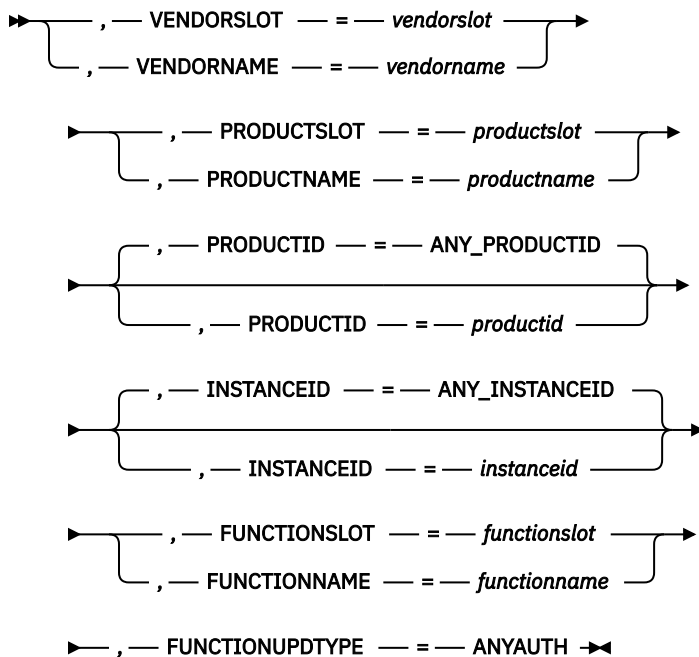 , VENDORSLOT = vendorslot
, VENDORNAME = vendorname
, PRODUCTSLOT = productslot
, PRODUCTNAME = productname
, PRODUCTID = ANY_PRODUCTID
, PRODUCTID = productid
, INSTANCEID = ANY_INSTANCEID
, INSTANCEID = instanceid
, FUNCTIONSLOT = functionslot
, FUNCTIONNAME = functionname
, FUNCTIONUPDTYPE = ANYAUTH